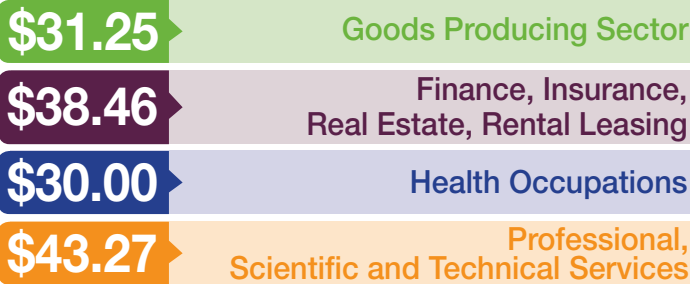 $31.25
Goods Producing Sector
$38.46
Finance, Insurance,
Real Estate, Rental Leasing
$30.00
Health Occupations
$43.27
Professional,
Scientific and Technical Services